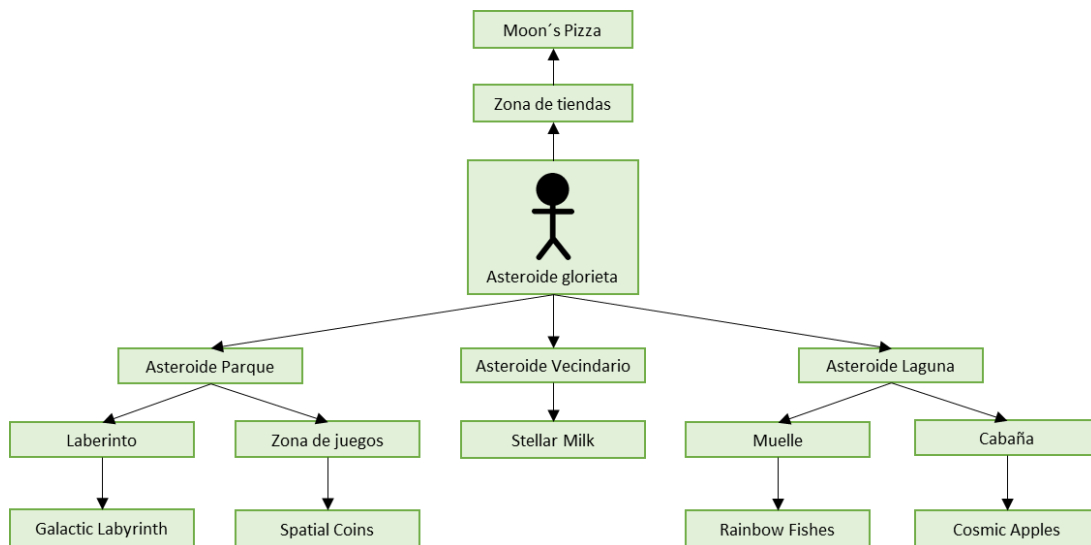 Moon´s Pizza
Zona de tiendas
Asteroide glorieta
Asteroide Parque
Asteroide Vecindario
Asteroide Laguna
Laberinto
Zona de juegos
Stellar Milk
Muelle
Cabaña
Galactic Labyrinth
Spatial Coins
Rainbow Fishes
Cosmic Apples